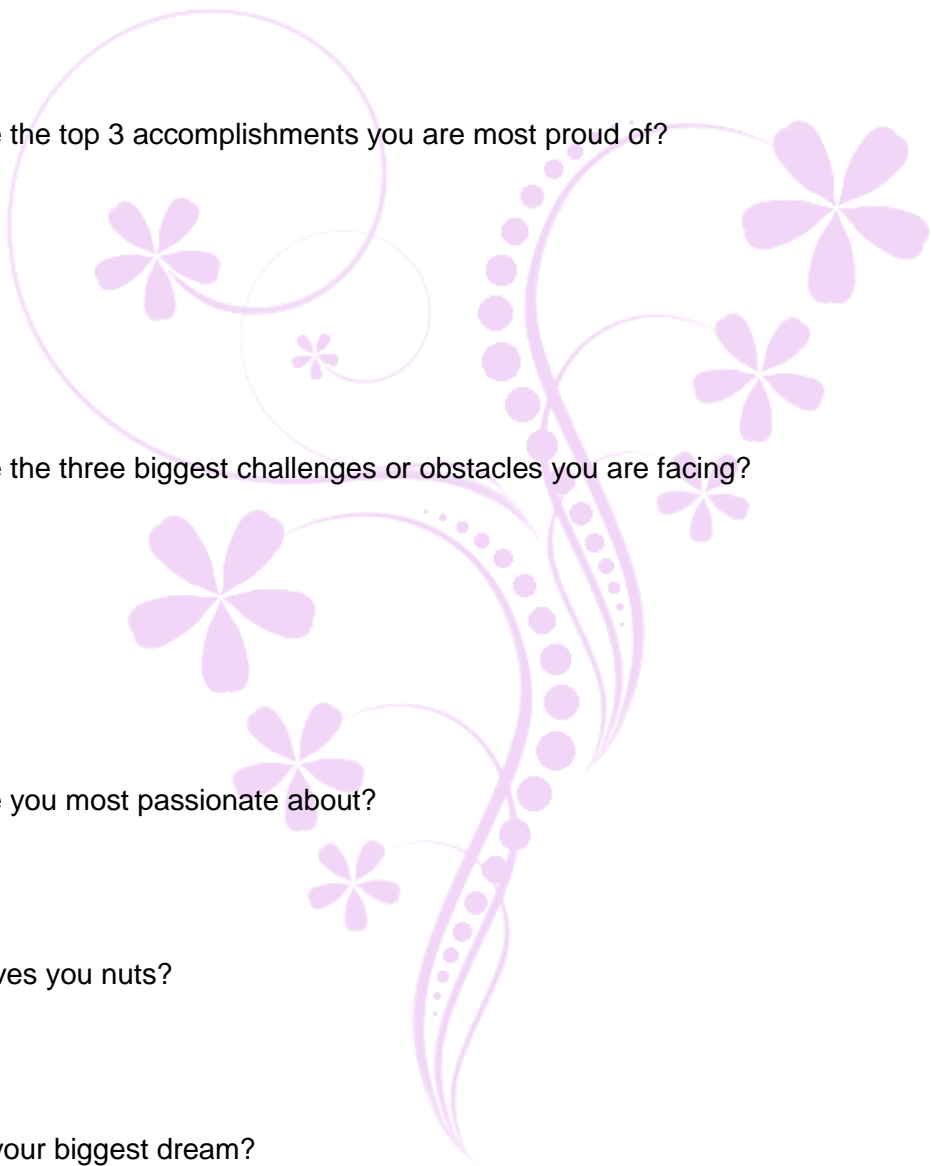 e the top 3 accomplishments you are most proud of?
e the three biggest challenges or obstacles you are facing?
e you most passionate about?
ves you nuts?
your biggest dream?